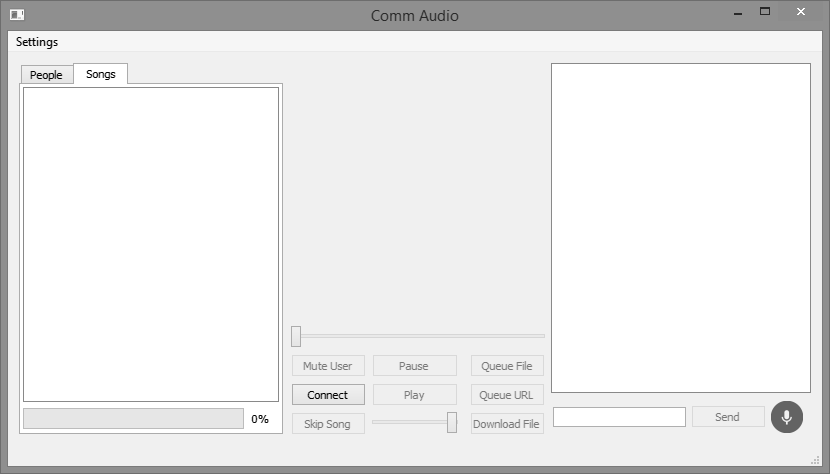 Comm Audio
Settings
People Songs
Mute User Pause Queue File
Connect Play Queue URL
0% Skip Song Download File Send